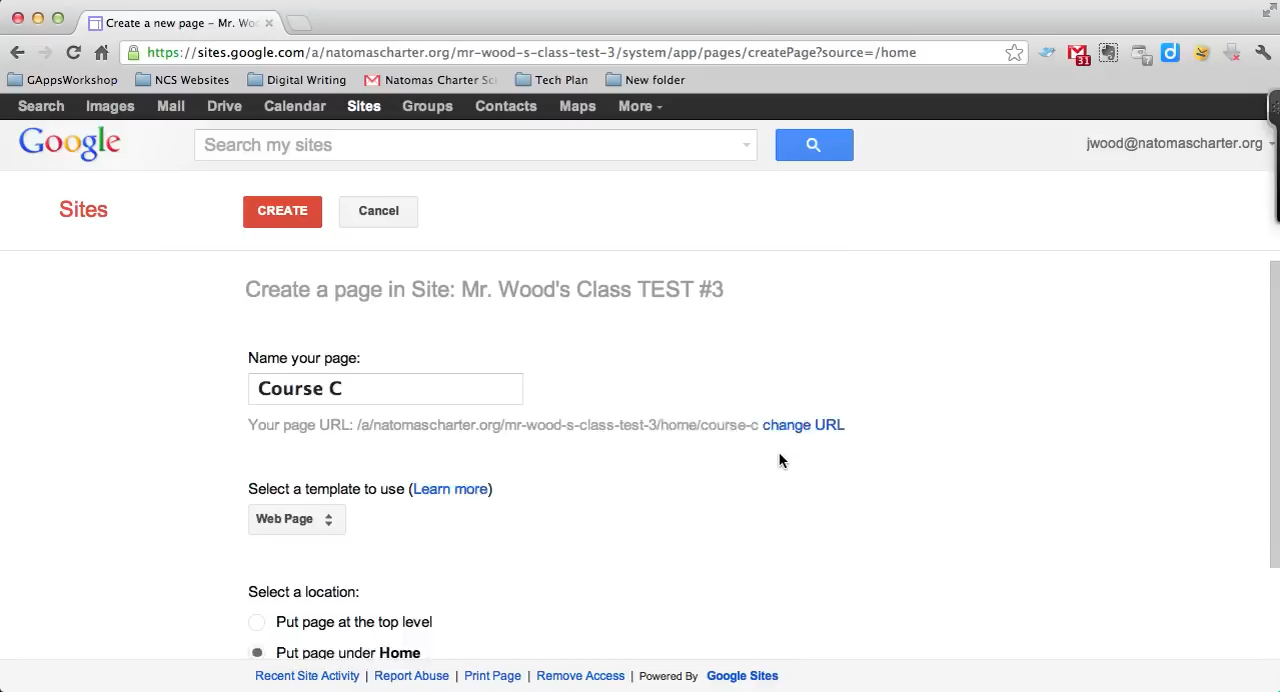 Create a new page – Mr. Woo
https://sites.google.com/a/natomascharter.org/mr-wood-s-class-test-3/system/app/pages/createPage?source=/home
31
GAppsWorkshop NCS Websites Digital Writing Natomas Charter Sc Tech Plan New folder
Search Images Mail Drive Calendar Sites Groups Contacts Maps More
Google Search my sites jwood@natomascharter.org
Sites CREATE Cancel
Create a page in Site: Mr. Wood's Class TEST #3
Name your page:
Course C
Your page URL: /a/natomascharter.org/mr-wood-s-class-test-3/home/course-c change URL
Select a template to use (Learn more)
Web Page
Select a location:
Put page at the top level
Put page under Home
Recent Site Activity | Report Abuse | Print Page | Remove Access | Powered By Google Sites